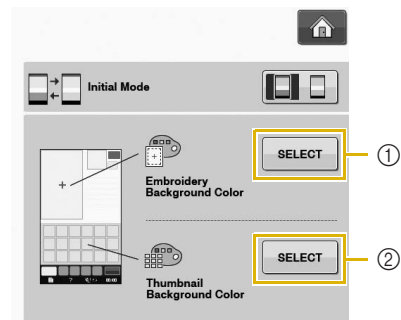 Initial Mode
SELECT
①
Embroidery
Background Color
SELECT
②
Thumbnail
Background Color